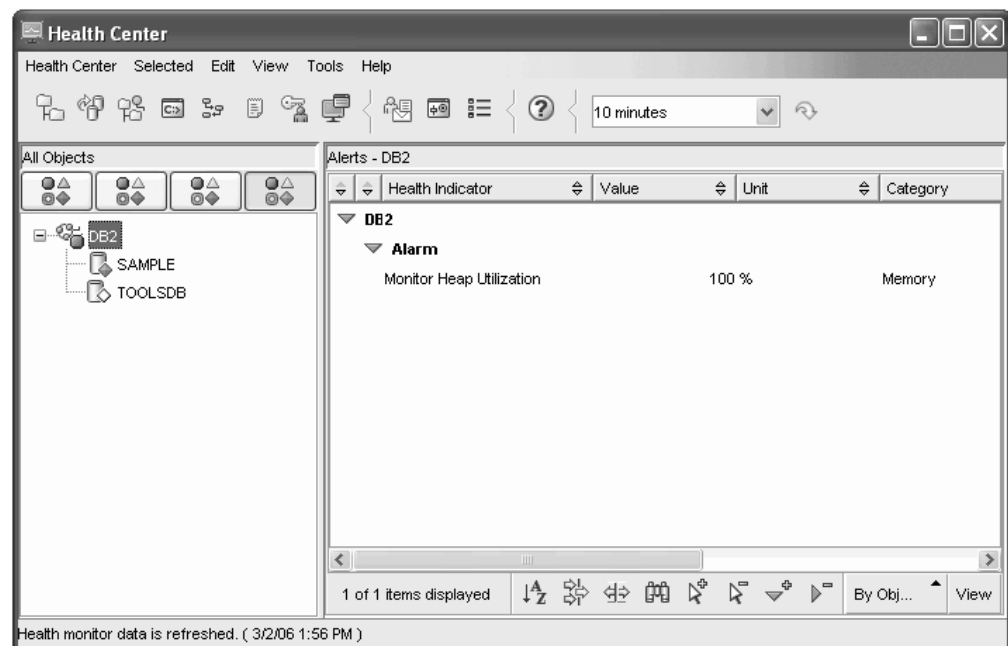 Health Center
Health Center Selected Edit View Tools Help
C:\>
10 minutes
All Objects
Alerts - DB2
Health Indicator Value Unit Category
DB2
Alarm
Monitor Heap Utilization 100 % Memory
DB2
SAMPLE
TOOLSDB
1 of 1 items displayed
A
Z
By Obj...
View
Health monitor data is refreshed. ( 3/2/06 1:56 PM )